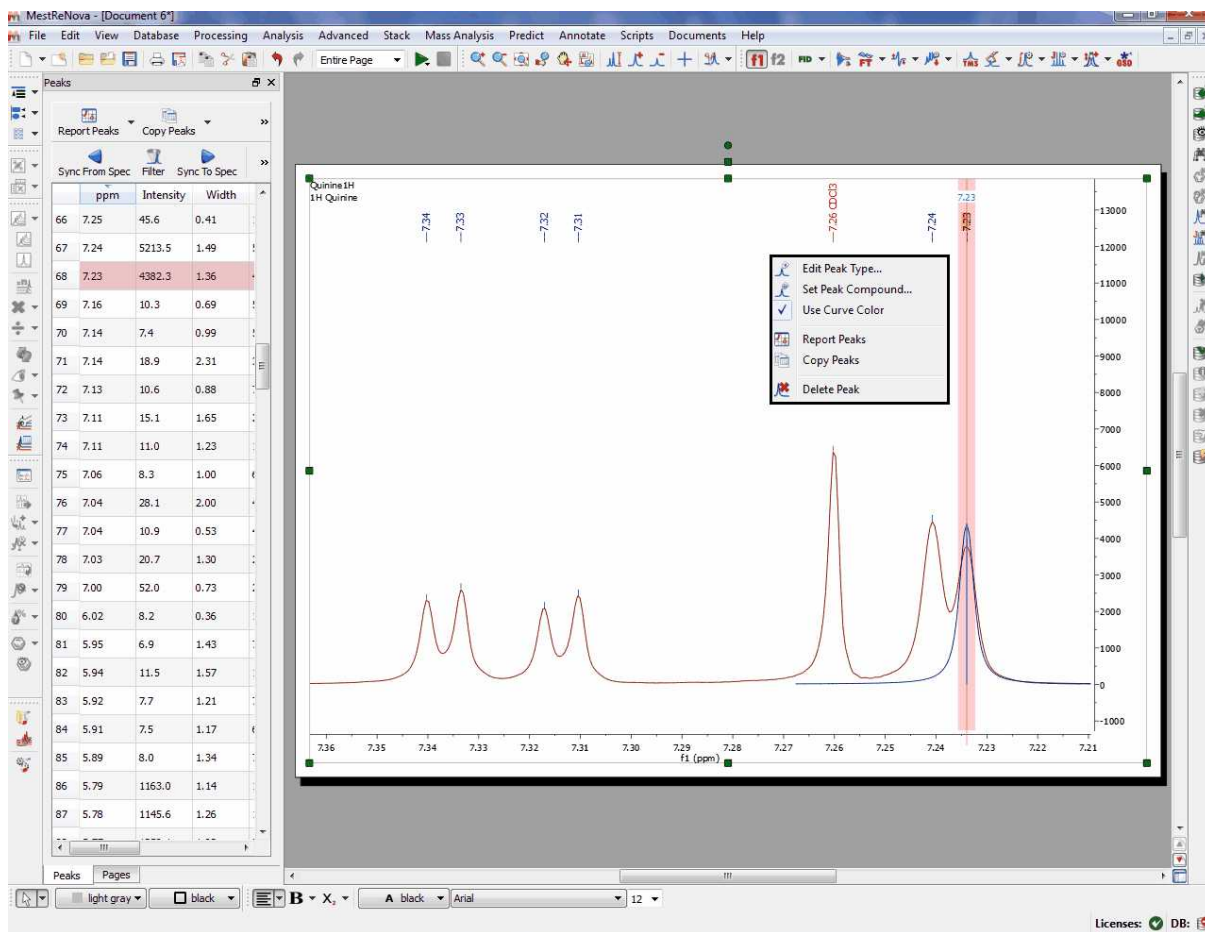 MestReNova - [Document 6*]
File Edit View Database Processing Analysis Advanced Stack Mass Analysis Predict Annotate Scripts Documents Help
Entire Page
f1 f2 FID FT TMS GSD
Peaks
Report Peaks Copy Peaks »
Sync From Spec Filter Sync To Spec »
ppm Intensity Width
66 7.25 45.6 0.41
67 7.24 5213.5 1.49
68 7.23 4382.3 1.36
69 7.16 10.3 0.69
70 7.14 7.4 0.99
71 7.14 18.9 2.31
72 7.13 10.6 0.88
73 7.11 15.1 1.65
74 7.11 11.0 1.23
75 7.06 8.3 1.00
76 7.04 28.1 2.00
77 7.04 10.9 0.53
78 7.03 20.7 1.30
79 7.00 52.0 0.73
80 6.02 8.2 0.36
81 5.95 6.9 1.43
82 5.94 11.5 1.57
83 5.92 7.7 1.21
84 5.91 7.5 1.17
85 5.89 8.0 1.34
86 5.79 1163.0 1.14
87 5.78 1145.6 1.26
Peaks Pages
Quinine1H
1H Quinine
7.34
7.33
7.32
7.31
7.26 CDCl3
7.24
7.23
7.23
Edit Peak Type...
Set Peak Compound...
Use Curve Color
Report Peaks
Copy Peaks
Delete Peak
13000
12000
11000
10000
9000
8000
7000
6000
5000
4000
3000
2000
1000
0
-1000
7.36 7.35 7.34 7.33 7.32 7.31 7.30 7.29 7.28 7.27 7.26 7.25 7.24 7.23 7.22 7.21
f1 (ppm)
light gray black B X₂ A black Arial 12
Licenses: DB: